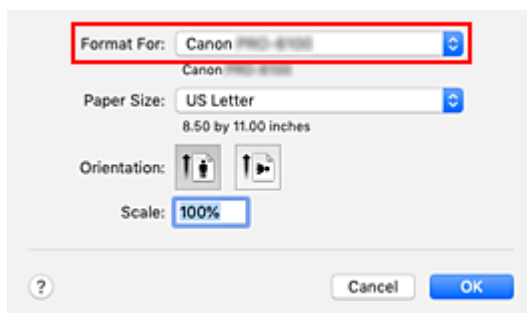 Format For: Canon
Canon
Paper Size: US Letter
8.50 by 11.00 inches
Orientation:
Scale: 100%
? Cancel OK